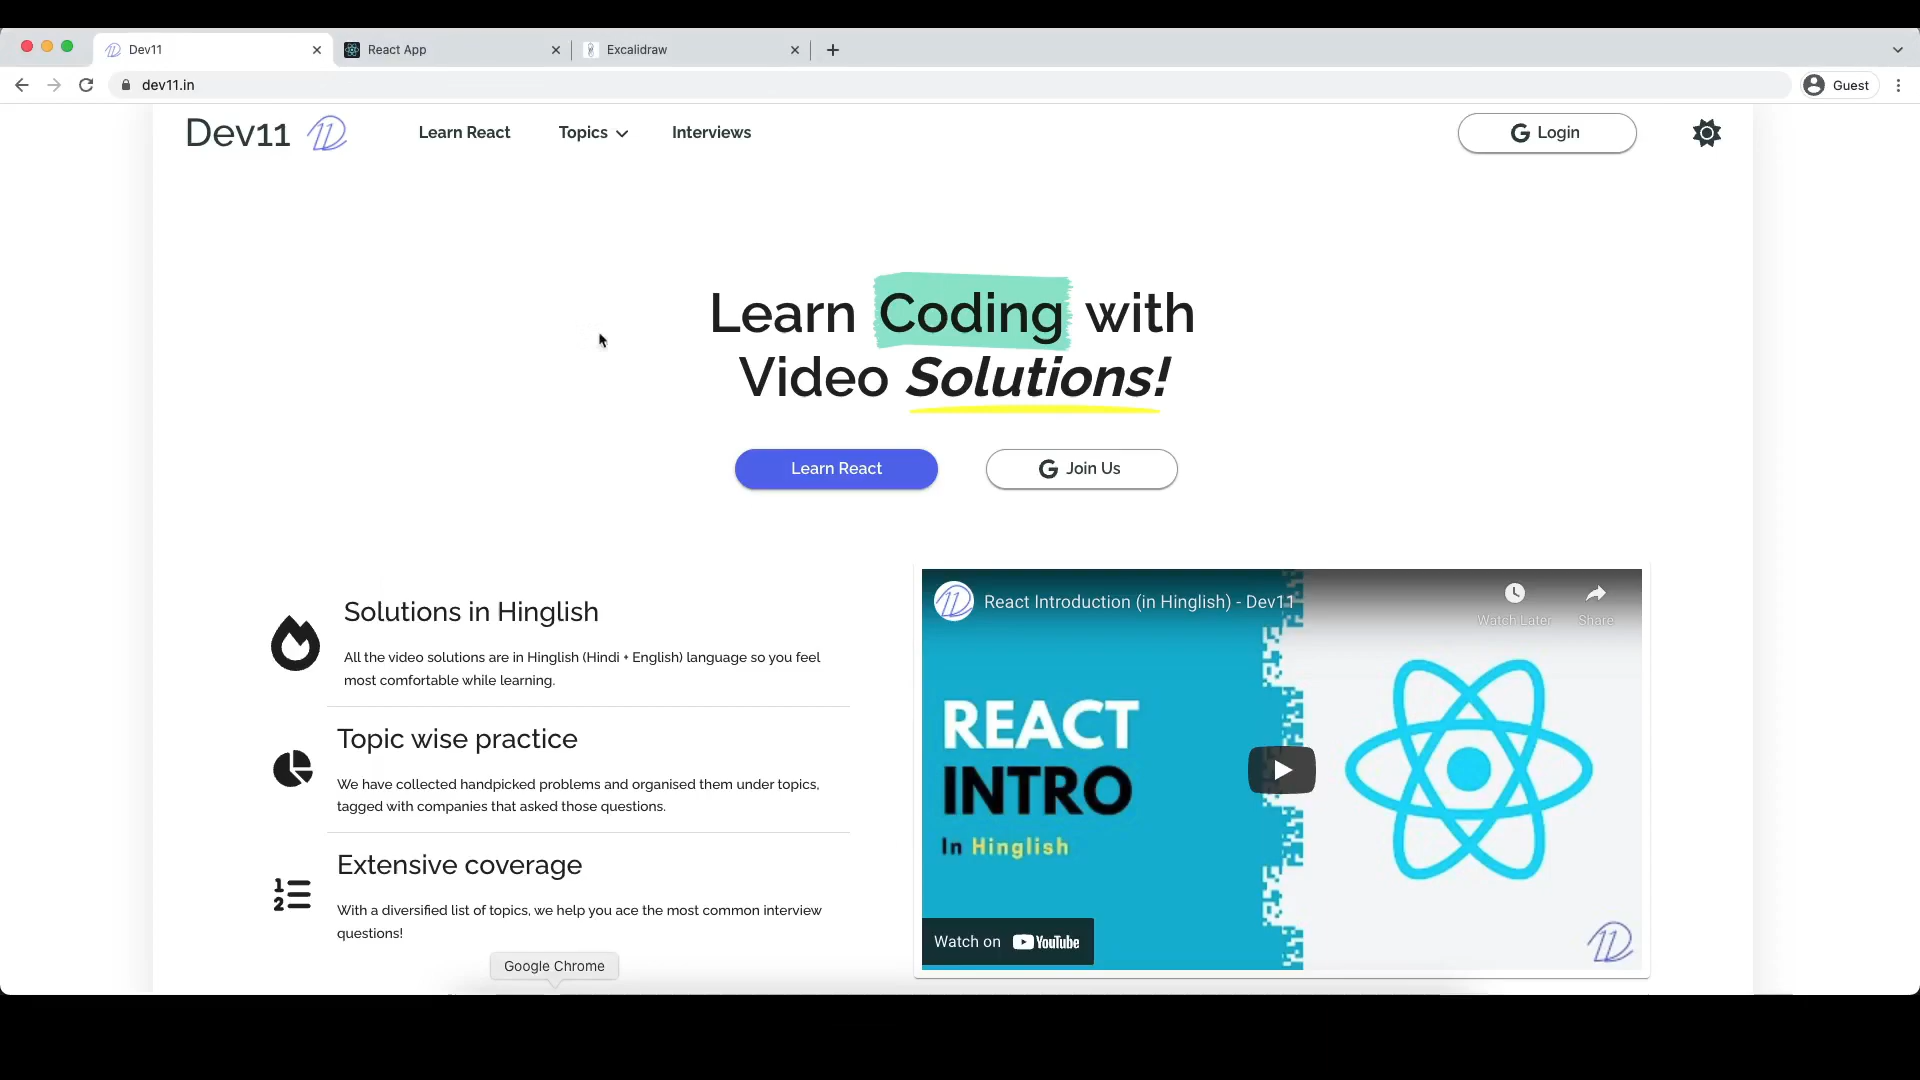 Dev11
React App
Excalidraw
dev11.in
Guest
Dev11
Learn React
Topics
Interviews
G Login
Learn Coding with
Video Solutions!
Learn React
G Join Us
Solutions in Hinglish
All the video solutions are in Hinglish (Hindi + English) language so you feel
most comfortable while learning.
Topic wise practice
We have collected handpicked problems and organised them under topics,
tagged with companies that asked those questions.
Extensive coverage
With a diversified list of topics, we help you ace the most common interview
questions!
React Introduction (in Hinglish) - Dev11
Watch Later
Share
REACT
INTRO
In Hinglish
Watch on YouTube
Google Chrome